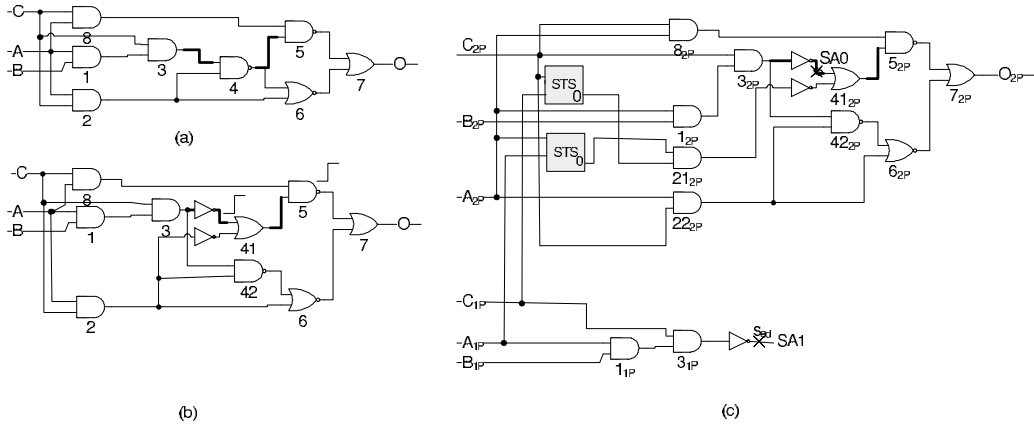 -C
8
5
-A
-B
1
3
4
O
7
2
6
(a)
-C
8
5
-A
-B
1
3
41
O
7
42
2
6
(b)
C2P
8 2P
SA0
5 2P
3 2P
STS
0
41 2P
O2P
7 2P
-B2P
1 2P
42 2P
STS
0
6 2P
21 2P
-A2P
22 2P
-C1P
-A1P
-B1P
1 1P
3 1P
SA1
(c)